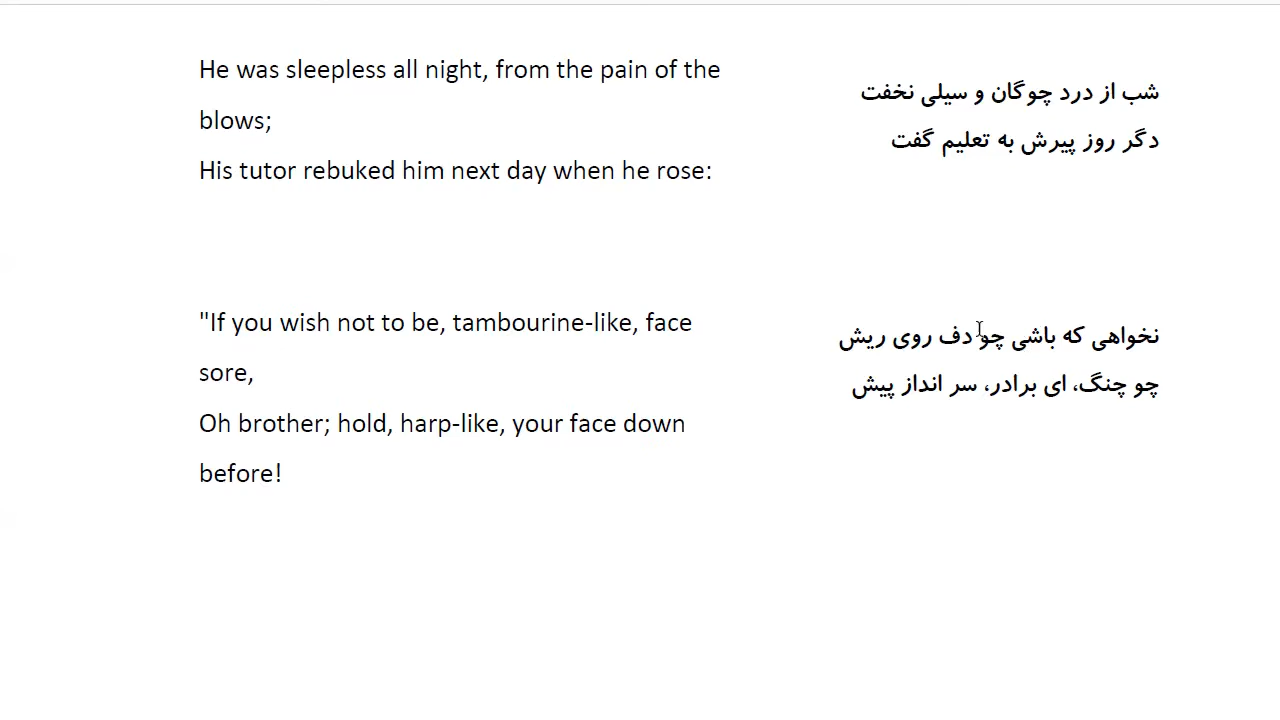 He was sleepless all night, from the pain of the
blows;
His tutor rebuked him next day when he rose:
شب از درد چوگان و سیلی نخفت
دگر روز پیرش به تعلیم گفت
"If you wish not to be, tambourine-like, face
sore,
Oh brother; hold, harp-like, your face down
before!
نخواهی که باشی چو دف روی ریش
چو چنگ، ای برادر، سر انداز پیش